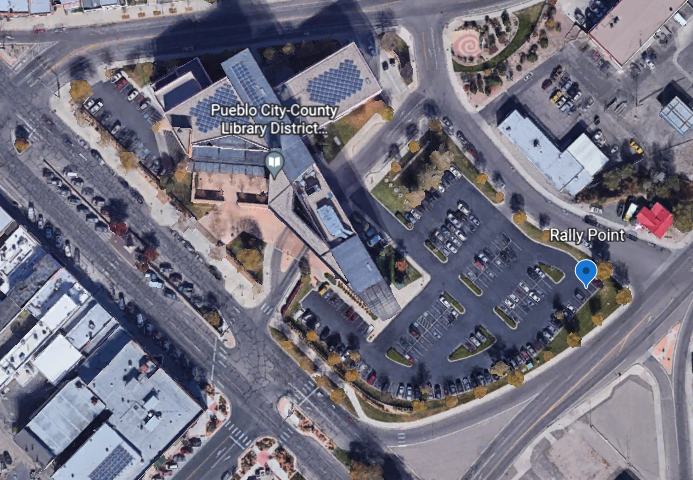 Pueblo City-County
Library District...
Rally Point